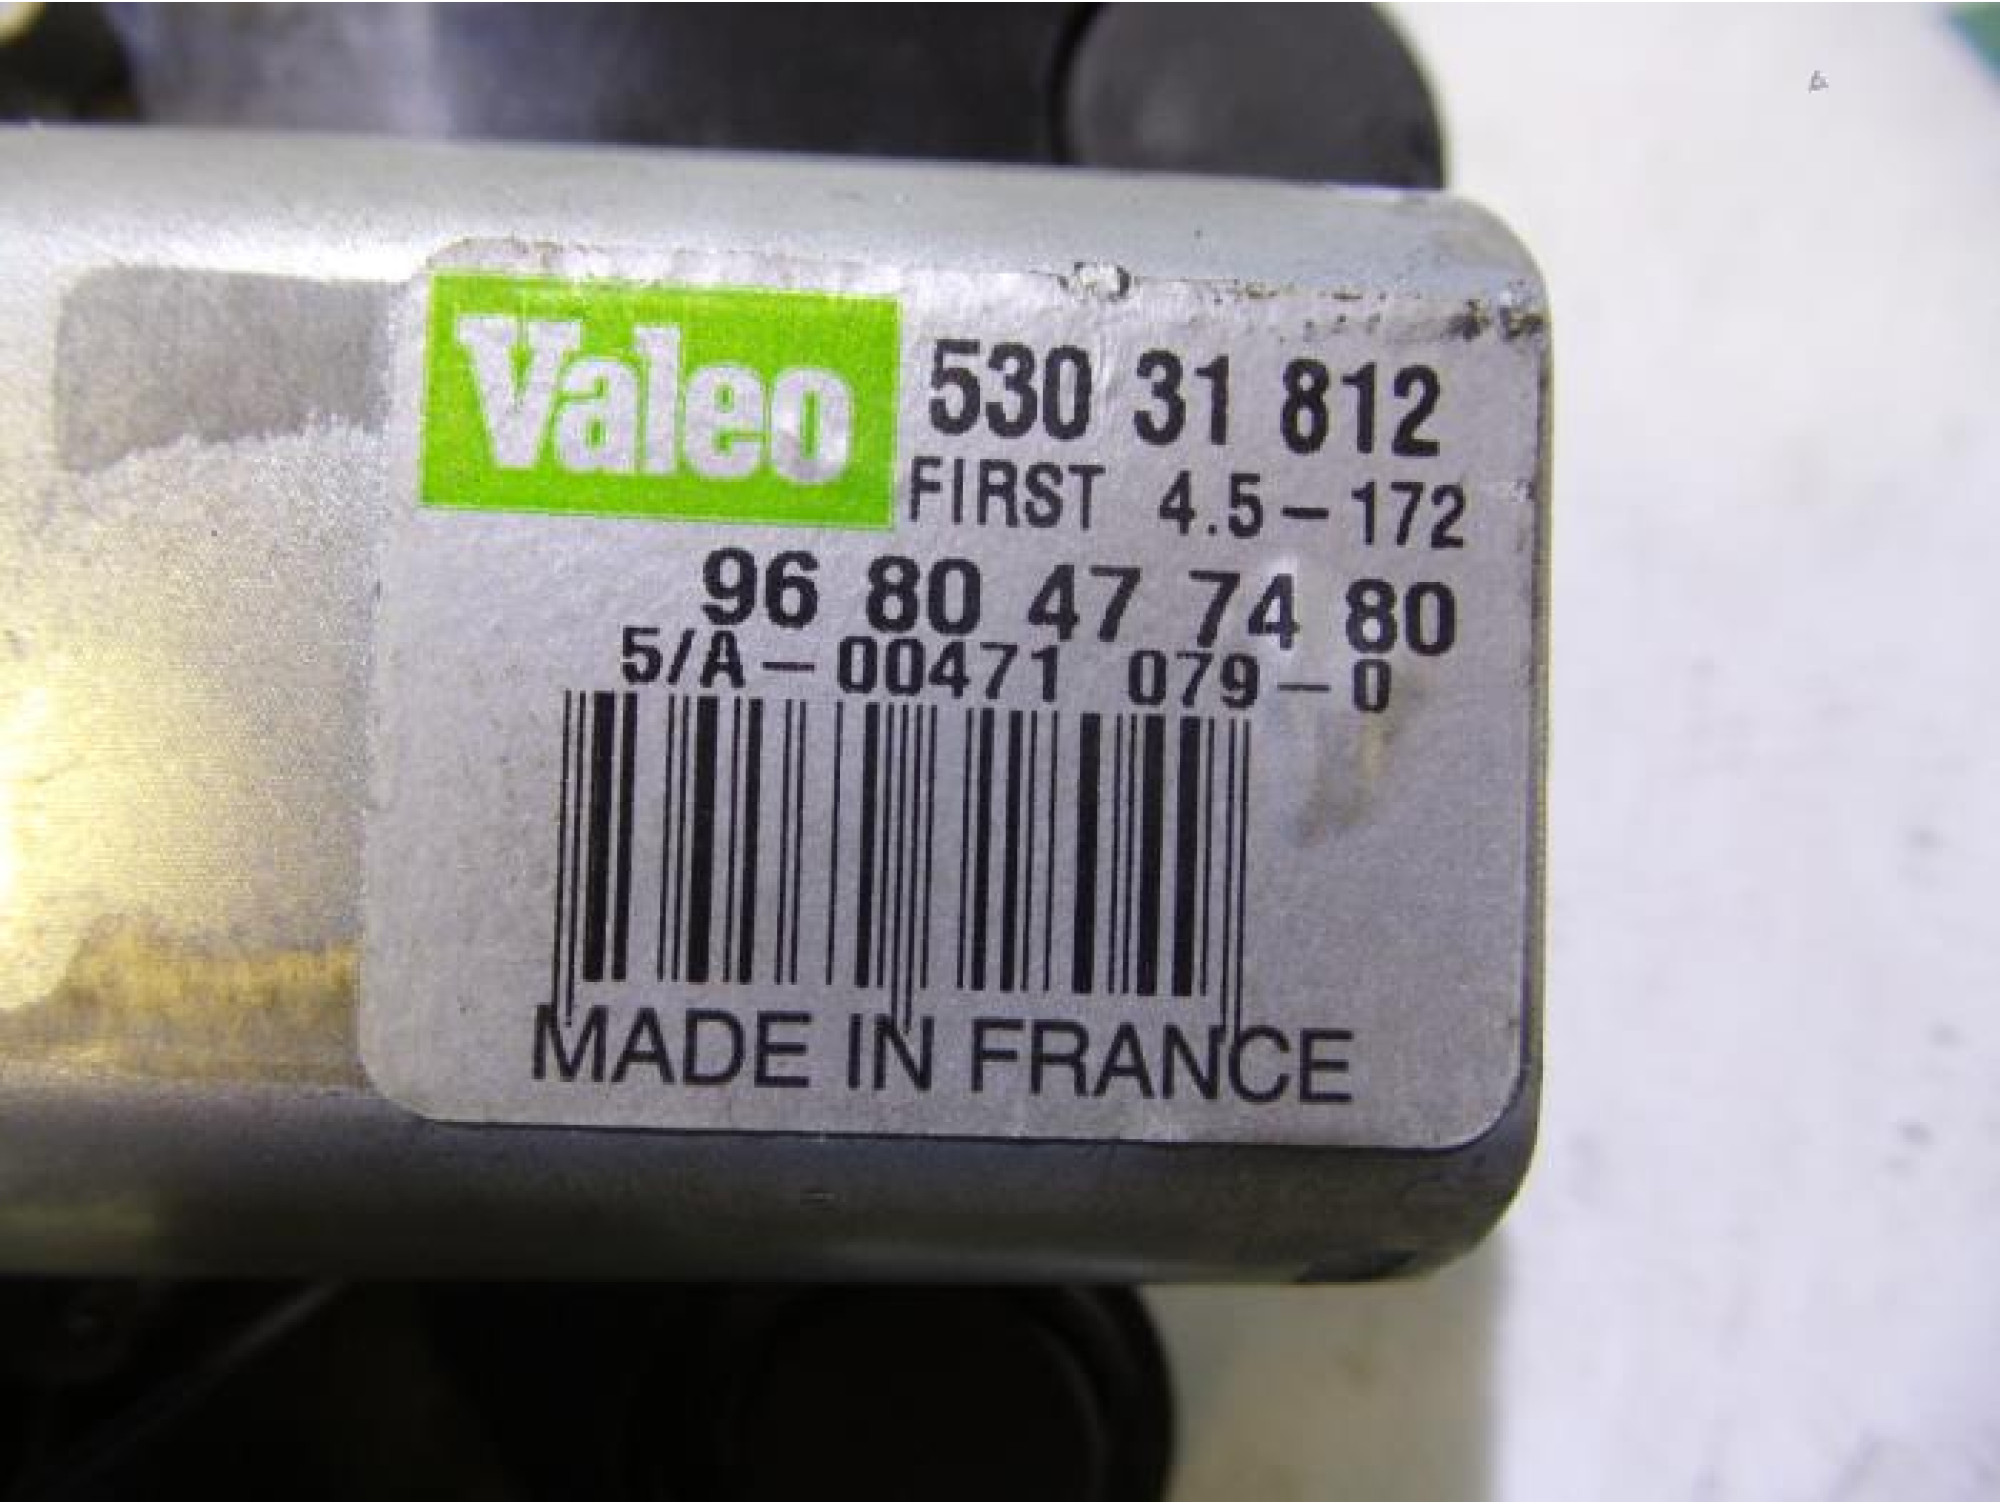 Valeo
530 31 812
FIRST 4.5-172
96 80 47 74 80
5/A-00471 079-0
MADE IN FRANCE